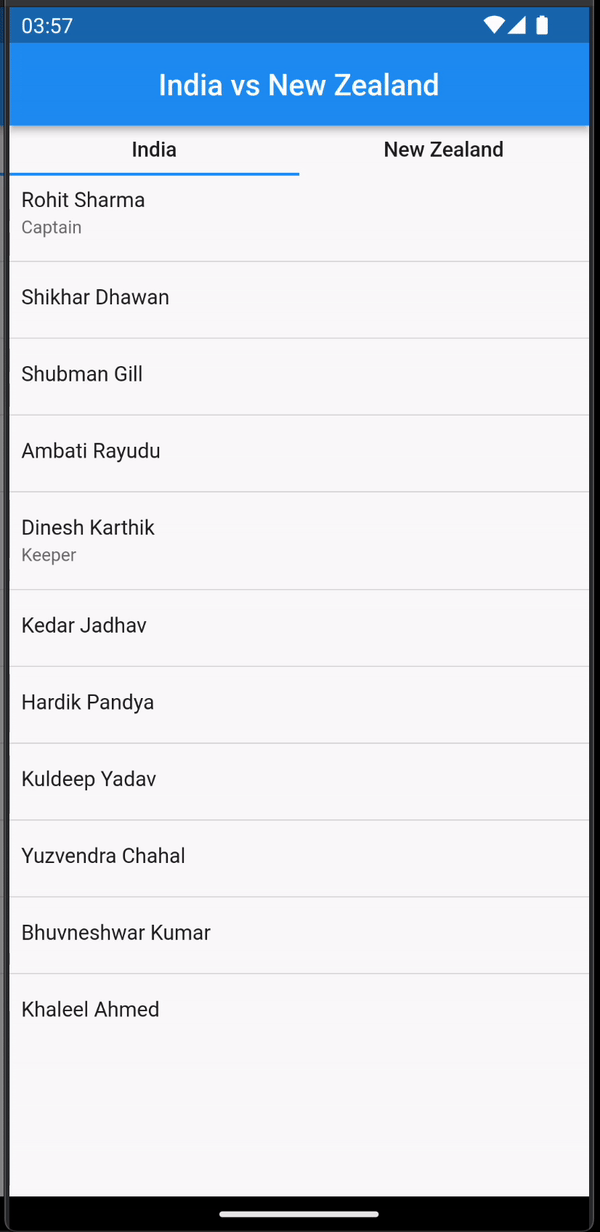 03:57
India vs New Zealand
India
New Zealand
Rohit Sharma
Captain
Shikhar Dhawan
Shubman Gill
Ambati Rayudu
Dinesh Karthik
Keeper
Kedar Jadhav
Hardik Pandya
Kuldeep Yadav
Yuzvendra Chahal
Bhuvneshwar Kumar
Khaleel Ahmed